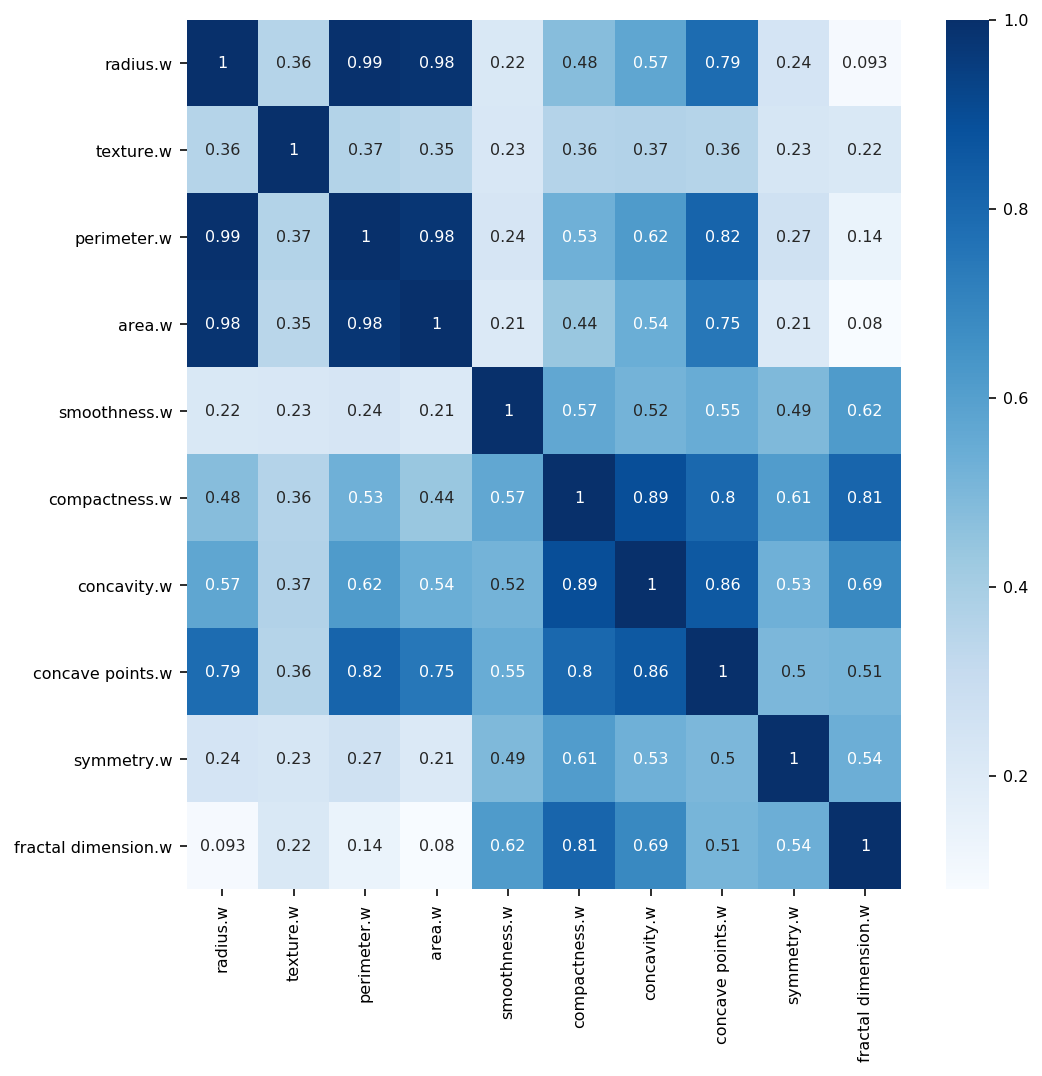 radius.w 1 0.36 0.99 0.98 0.22 0.48 0.57 0.79 0.24 0.093
texture.w 0.36 1 0.37 0.35 0.23 0.36 0.37 0.36 0.23 0.22
perimeter.w 0.99 0.37 1 0.98 0.24 0.53 0.62 0.82 0.27 0.14
area.w 0.98 0.35 0.98 1 0.21 0.44 0.54 0.75 0.21 0.08
smoothness.w 0.22 0.23 0.24 0.21 1 0.57 0.52 0.55 0.49 0.62
compactness.w 0.48 0.36 0.53 0.44 0.57 1 0.89 0.8 0.61 0.81
concavity.w 0.57 0.37 0.62 0.54 0.52 0.89 1 0.86 0.53 0.69
concave points.w 0.79 0.36 0.82 0.75 0.55 0.8 0.86 1 0.5 0.51
symmetry.w 0.24 0.23 0.27 0.21 0.49 0.61 0.53 0.5 1 0.54
fractal dimension.w 0.093 0.22 0.14 0.08 0.62 0.81 0.69 0.51 0.54 1
radius.w
texture.w
perimeter.w
area.w
smoothness.w
compactness.w
concavity.w
concave points.w
symmetry.w
fractal dimension.w
1.0
0.8
0.6
0.4
0.2